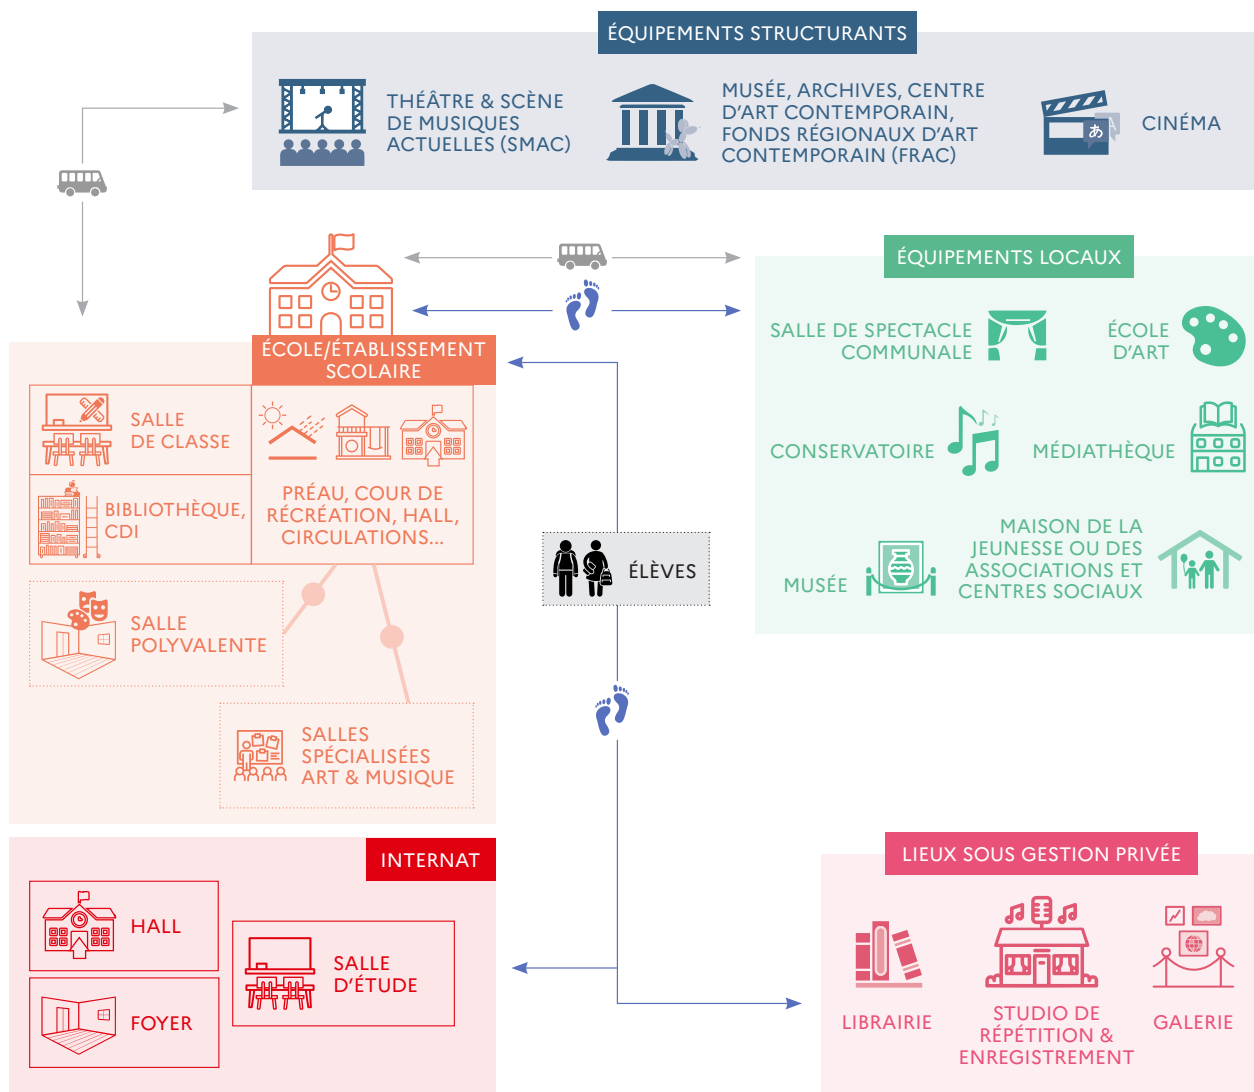 ÉQUIPEMENTS STRUCTURANTS
THÉÂTRE & SCÈNE
DE MUSIQUES
ACTUELLES (SMAC)
MUSÉE, ARCHIVES, CENTRE
D'ART CONTEMPORAIN,
FONDS RÉGIONAUX D'ART
CONTEMPORAIN (FRAC)
あ
A
CINÉMA
ÉCOLE/ÉTABLISSEMENT
SCOLAIRE
SALLE
DE CLASSE
BIBLIOTHÈQUE,
CDI
PRÉAU, COUR DE
RÉCRÉATION, HALL,
CIRCULATIONS...
SALLE
POLYVALENTE
SALLES
SPÉCIALISÉES
ART & MUSIQUE
ÉQUIPEMENTS LOCAUX
SALLE DE SPECTACLE
COMMUNALE
ÉCOLE
D'ART
CONSERVATOIRE
MÉDIATHÈQUE
MUSÉE
MAISON DE LA
JEUNESSE OU DES
ASSOCIATIONS ET
CENTRES SOCIAUX
ÉLÈVES
INTERNAT
HALL
FOYER
SALLE
D'ÉTUDE
LIEUX SOUS GESTION PRIVÉE
LIBRAIRIE
STUDIO DE
RÉPÉTITION &
ENREGISTREMENT
GALERIE